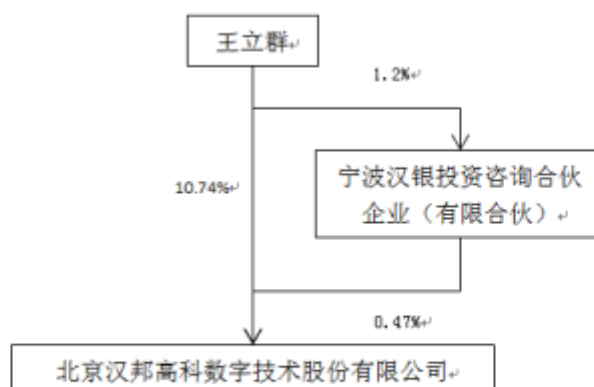 王立群
1.2%
宁波汉银投资咨询合伙
企业（有限合伙）
10.74%
0.47%
北京汉邦高科数字技术股份有限公司